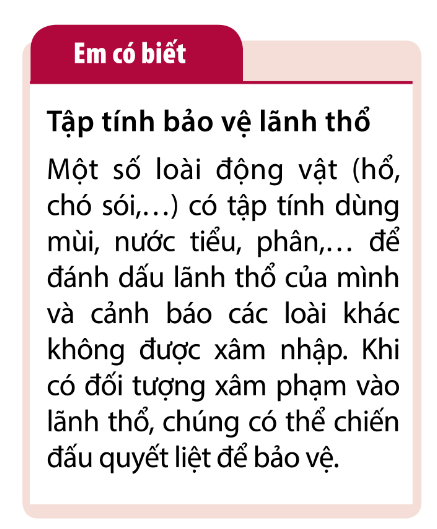 Em có biết
Tập tính bảo vệ lãnh thổ
Một số loài động vật (hổ,
chó sói,…) có tập tính dùng
mùi, nước tiểu, phân,… để
đánh dấu lãnh thổ của mình
và cảnh báo các loài khác
không được xâm nhập. Khi
có đối tượng xâm phạm vào
lãnh thổ, chúng có thể chiến
đấu quyết liệt để bảo vệ.